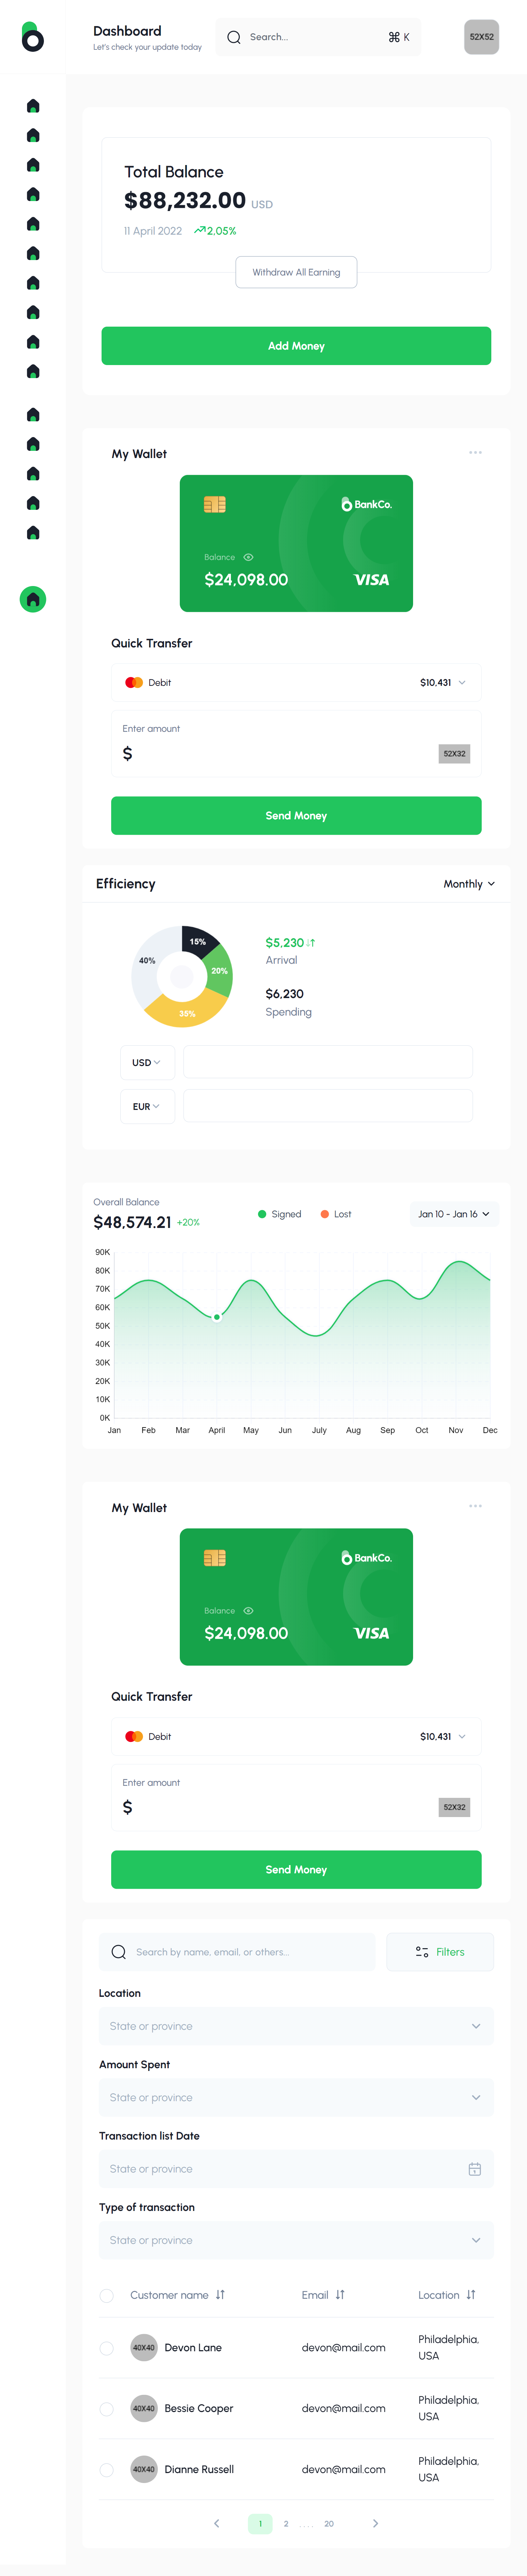 Dashboard
Let's check your update today
Search...
⌘ K
52X52
Total Balance
$88,232.00 USD
11 April 2022 2,05%
Withdraw All Earning
Add Money
My Wallet
BankCo.
Balance
$24,098.00
VISA
Quick Transfer
Debit
$10,431
Enter amount
$
52X32
Send Money
Efficiency
Monthly
15%
40%
20%
35%
$5,230
Arrival
$6,230
Spending
USD
EUR
Overall Balance
$48,574.21 +20%
Signed
Lost
Jan 10 - Jan 16
90K
80K
70K
60K
50K
40K
30K
20K
10K
0K
Jan Feb Mar April May Jun July Aug Sep Oct Nov Dec
My Wallet
BankCo.
Balance
$24,098.00
VISA
Quick Transfer
Debit
$10,431
Enter amount
$
52X32
Send Money
Search by name, email, or others...
Filters
Location
State or province
Amount Spent
State or province
Transaction list Date
State or province
Type of transaction
State or province
Customer name Email Location
40X40 Devon Lane devon@mail.com Philadelphia,
USA
40X40 Bessie Cooper devon@mail.com Philadelphia,
USA
40X40 Dianne Russell devon@mail.com Philadelphia,
USA
1 2 .... 20